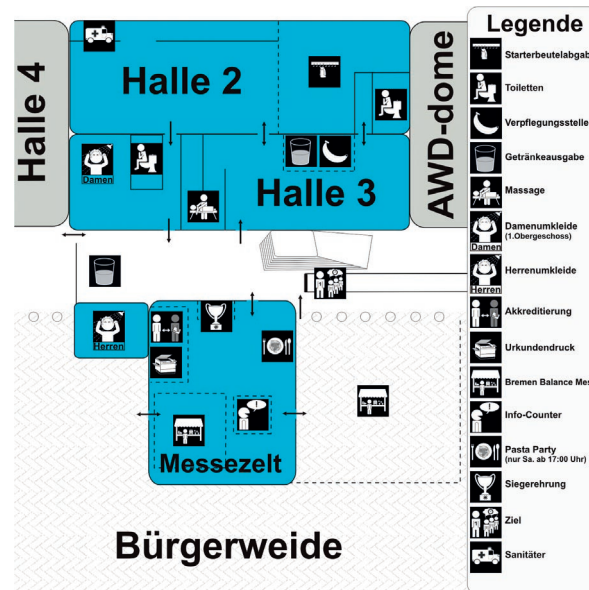 Halle 4
Halle 2
AWD-dome
Damen
Halle 3
Herren
Messezelt
Bürgerweide
Legende
Starterbeutelabgab
Toiletten
Verpflegungsstelle
Getränkeausgabe
Massage
Damenumkleide
(1.Obergeschoss)
Damen
Herrenumkleide
Herren
Akkreditierung
Urkundendruck
Bremen Balance Mes
Info-Counter
Pasta Party
(nur Sa. ab 17:00 Uhr)
Siegerehrung
Ziel
Sanitäter